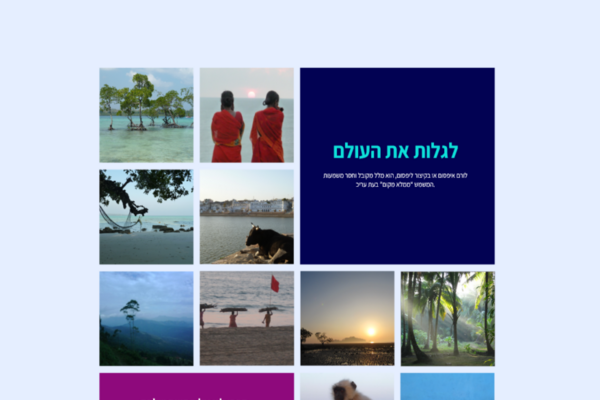 לגלות את העולם
לורם איפסום או בקיצור ליפסום, הוא מלל מקובל וחסר משמעות
המשמש "ממלא מקום" בעת עריכ.